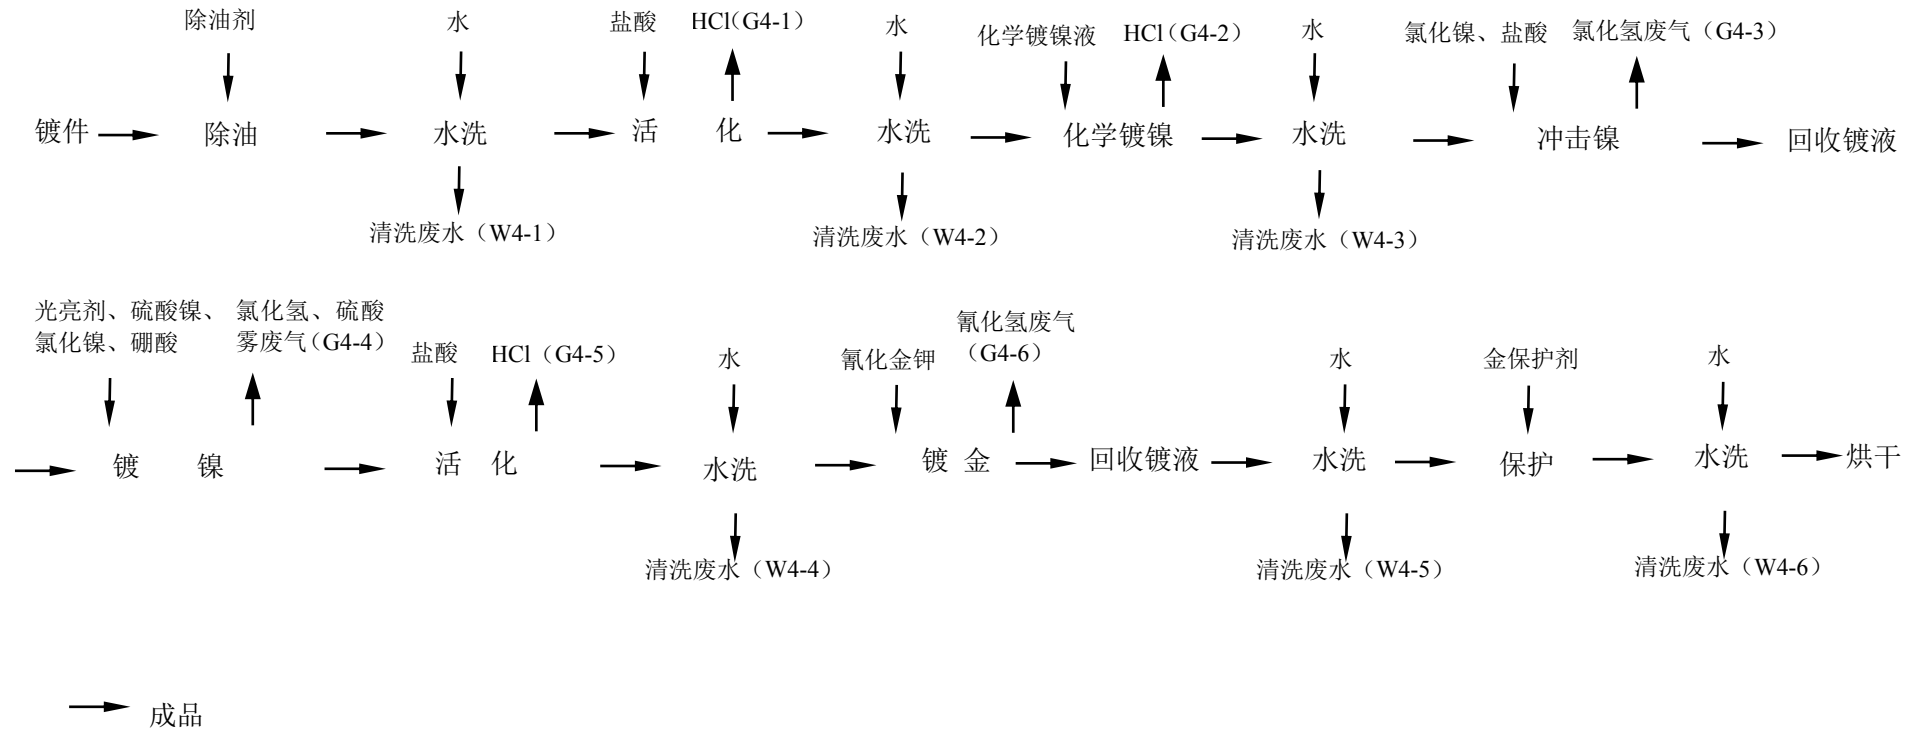 除油剂
水
盐酸
HCl（G4-1）
水
化学镀镍液
HCl（G4-2）
水
氯化镍、盐酸
氯化氢废气（G4-3）
镀件
除油
水洗
活 化
水洗
化学镀镍
水洗
冲击镍
回收镀液
清洗废水（W4-1）
清洗废水（W4-2）
清洗废水（W4-3）
光亮剂、硫酸镍、
氯化镍、硼酸
氯化氢、硫酸
雾废气（G4-4）
盐酸
HCl（G4-5）
水
氰化金钾
氰化氢废气
（G4-6）
水
金保护剂
水
镀 镍
活 化
水洗
镀 金
回收镀液
水洗
保护
水洗
烘干
清洗废水（W4-4）
清洗废水（W4-5）
清洗废水（W4-6）
成品